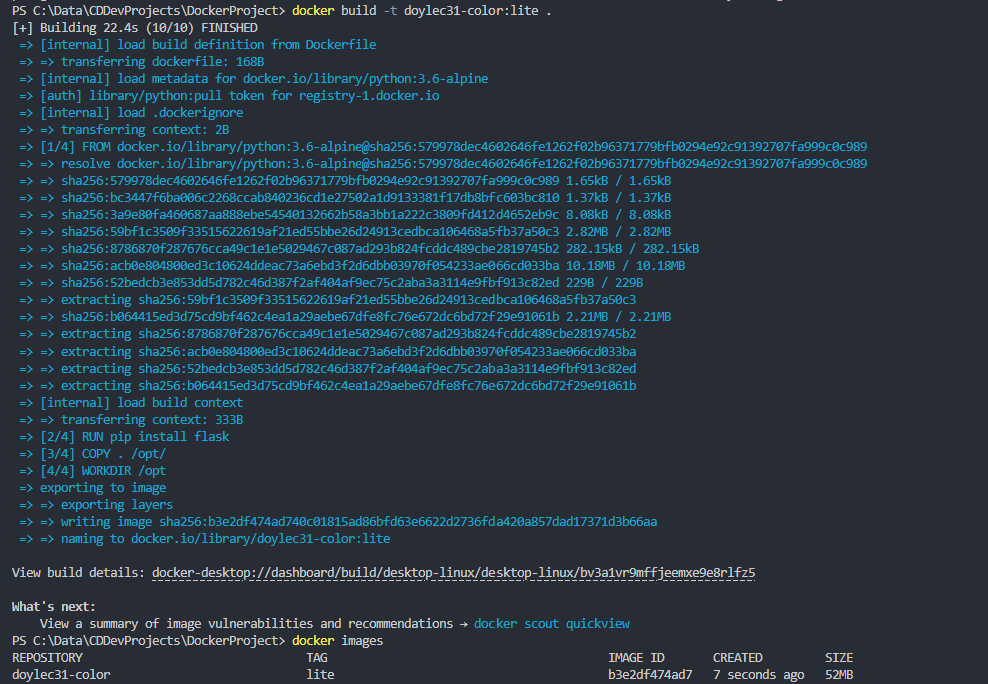 PS C:\Data\CDDevProjects\DockerProject> docker build -t doylec31-color:lite .
[+] Building 22.4s (10/10) FINISHED
=> [internal] load build definition from Dockerfile
=> => transferring dockerfile: 168B
=> [internal] load metadata for docker.io/library/python:3.6-alpine
=> [auth] library/python:pull token for registry-1.docker.io
=> [internal] load .dockerignore
=> => transferring context: 2B
=> [1/4] FROM docker.io/library/python:3.6-alpine@sha256:579978dec4602646fe1262f02b96371779bfb0294e92c91392707fa999c0c989
=> => resolve docker.io/library/python:3.6-alpine@sha256:579978dec4602646fe1262f02b96371779bfb0294e92c91392707fa999c0c989
=> => sha256:579978dec4602646fe1262f02b96371779bfb0294e92c91392707fa999c0c989 1.65kB / 1.65kB
=> => sha256:bc3447f6ba006c2268ccab840236cd1e27502a1d9133381f17db8bfc603bc810 1.37kB / 1.37kB
=> => sha256:3a9e80fa460687aa888ebe54540132662b58a3bb1a222c3809fd412d4652eb9c 8.08kB / 8.08kB
=> => sha256:59bf1c3509f33515622619af21ed55bbe26d24913cedbca106468a5fb37a50c3 2.82MB / 2.82MB
=> => sha256:8786870f287676cca49c1e1e5029467c087ad293b824fcddc489cbe2819745b2 282.15kB / 282.15kB
=> => sha256:acb0e804800ed3c10624ddeac73a6ebd3f2d6dbb03970f054233ae066cd033ba 10.18MB / 10.18MB
=> => sha256:52bedcb3e853dd5d782c46d387f2af404af9ec75c2aba3a3114e9fbf913c82ed 229B / 229B
=> => extracting sha256:59bf1c3509f33515622619af21ed55bbe26d24913cedbca106468a5fb37a50c3
=> => sha256:b064415ed3d75cd9bf462c4ea1a29aebe67dfe8fc76e672dc6bd72f29e91061b 2.21MB / 2.21MB
=> => extracting sha256:8786870f287676cca49c1e1e5029467c087ad293b824fcddc489cbe2819745b2
=> => extracting sha256:acb0e804800ed3c10624ddeac73a6ebd3f2d6dbb03970f054233ae066cd033ba
=> => extracting sha256:52bedcb3e853dd5d782c46d387f2af404af9ec75c2aba3a3114e9fbf913c82ed
=> => extracting sha256:b064415ed3d75cd9bf462c4ea1a29aebe67dfe8fc76e672dc6bd72f29e91061b
=> [internal] load build context
=> => transferring context: 333B
=> [2/4] RUN pip install flask
=> [3/4] COPY . /opt/
=> [4/4] WORKDIR /opt
=> exporting to image
=> => exporting layers
=> => writing image sha256:b3e2df474ad740c01815ad86bfd63e6622d2736fda420a857dad17371d3b66aa
=> => naming to docker.io/library/doylec31-color:lite
View build details: docker-desktop://dashboard/build/desktop-linux/desktop-linux/bv3a1vr9mffjeemxe9e8rlfz5
What's next:
View a summary of image vulnerabilities and recommendations → docker scout quickview
PS C:\Data\CDDevProjects\DockerProject> docker images
REPOSITORY TAG IMAGE ID CREATED SIZE
doylec31-color lite b3e2df474ad7 7 seconds ago 52MB